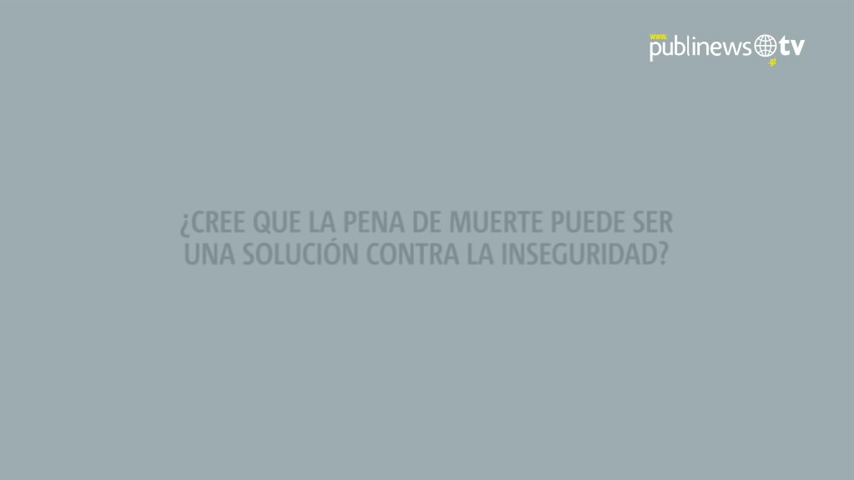 www.
publinews tv
.gt
¿CREE QUE LA PENA DE MUERTE PUEDE SER
UNA SOLUCIÓN CONTRA LA INSEGURIDAD?